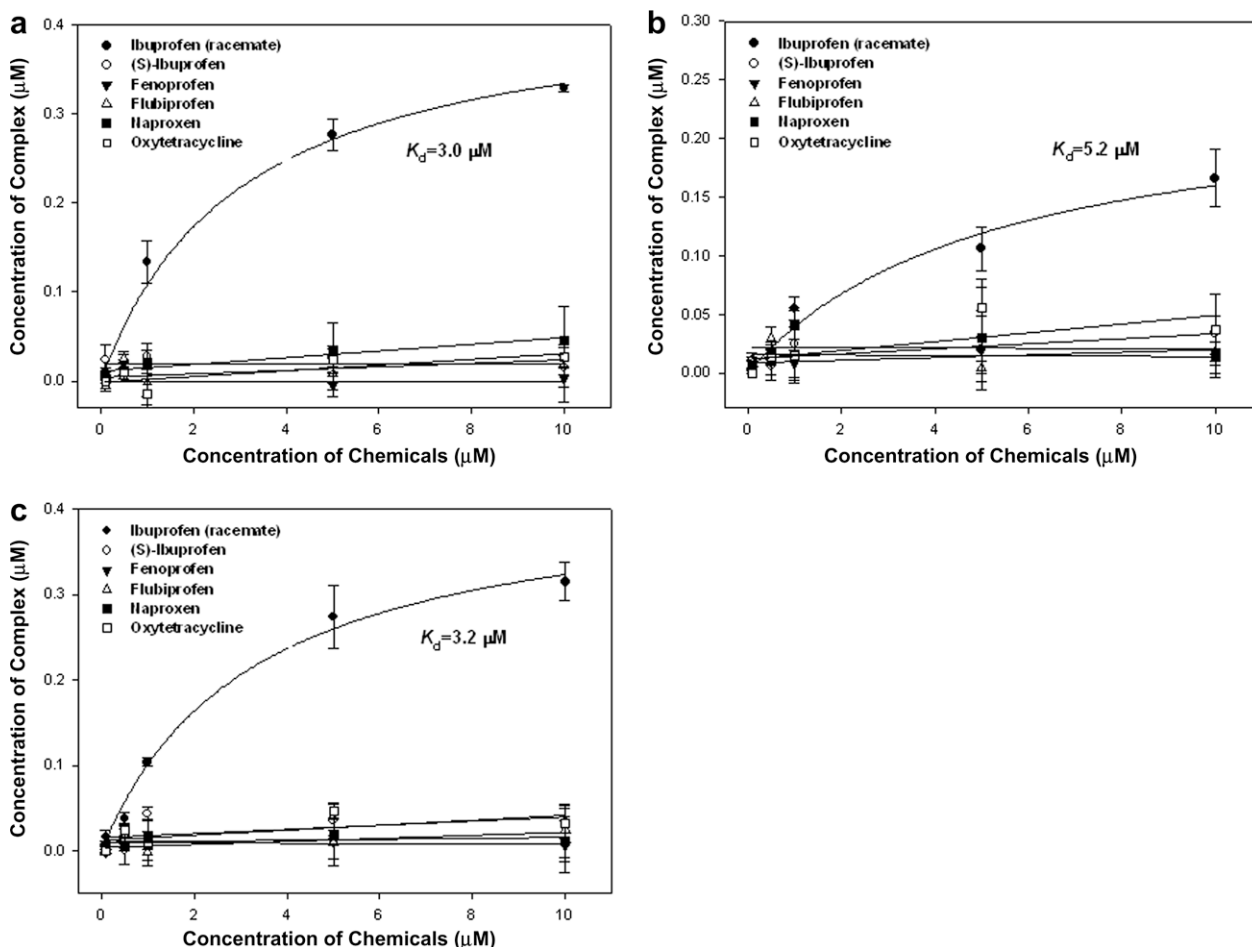 a
0.4
0.3
0.2
0.1
0.0
Concentration of Complex (μM)
Ibuprofen (racemate)
(S)-Ibuprofen
Fenoprofen
Flubiprofen
Naproxen
Oxytetracycline
Kd=3.0 μM
0 2 4 6 8 10
Concentration of Chemicals (μM)
b
0.30
0.25
0.20
0.15
0.10
0.05
0.00
Concentration of Complex (μM)
Ibuprofen (racemate)
(S)-Ibuprofen
Fenoprofen
Flubiprofen
Naproxen
Oxytetracycline
Kd=5.2 μM
0 2 4 6 8 10
Concentration of Chemicals (μM)
c
0.4
0.3
0.2
0.1
0.0
Concentration of Complex (μM)
Ibuprofen (racemate)
(S)-Ibuprofen
Fenoprofen
Flubiprofen
Naproxen
Oxytetracycline
Kd=3.2 μM
0 2 4 6 8 10
Concentration of Chemicals (μM)